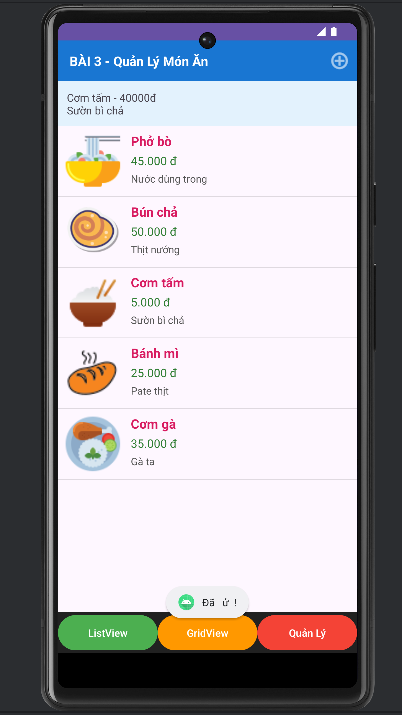 BÀI 3 - Quản Lý Món Ăn
Cơm tấm - 40000đ
Sườn bì chả
Phở bò
45.000 đ
Nước dùng trong
Bún chả
50.000 đ
Thịt nướng
Cơm tấm
5.000 đ
Sườn bì chả
Bánh mì
25.000 đ
Pate thịt
Cơm gà
35.000 đ
Gà ta
Đã ử !
ListView GridView Quản Lý